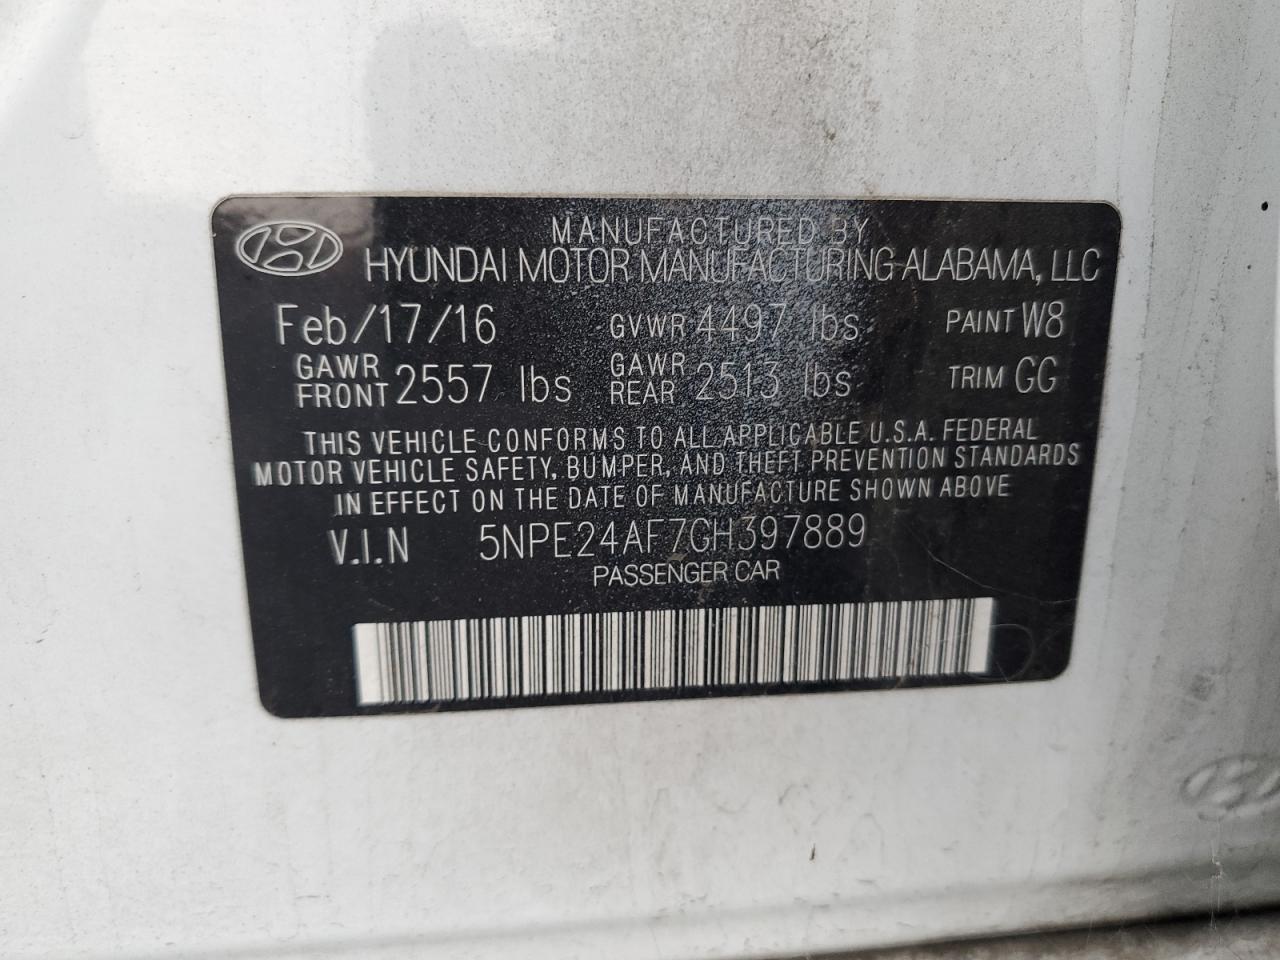 MANUFACTURED BY
HYUNDAI MOTOR MANUFACTURING ALABAMA, LLC
Feb/17/16 GVWR 4497 lbs PAINT W8
GAWR FRONT 2557 lbs GAWR REAR 2513 lbs TRIM GG
THIS VEHICLE CONFORMS TO ALL APPLICABLE U.S.A. FEDERAL
MOTOR VEHICLE SAFETY, BUMPER, AND THEFT PREVENTION STANDARDS
IN EFFECT ON THE DATE OF MANUFACTURE SHOWN ABOVE
V.I.N 5NPE24AF7GH397889
PASSENGER CAR